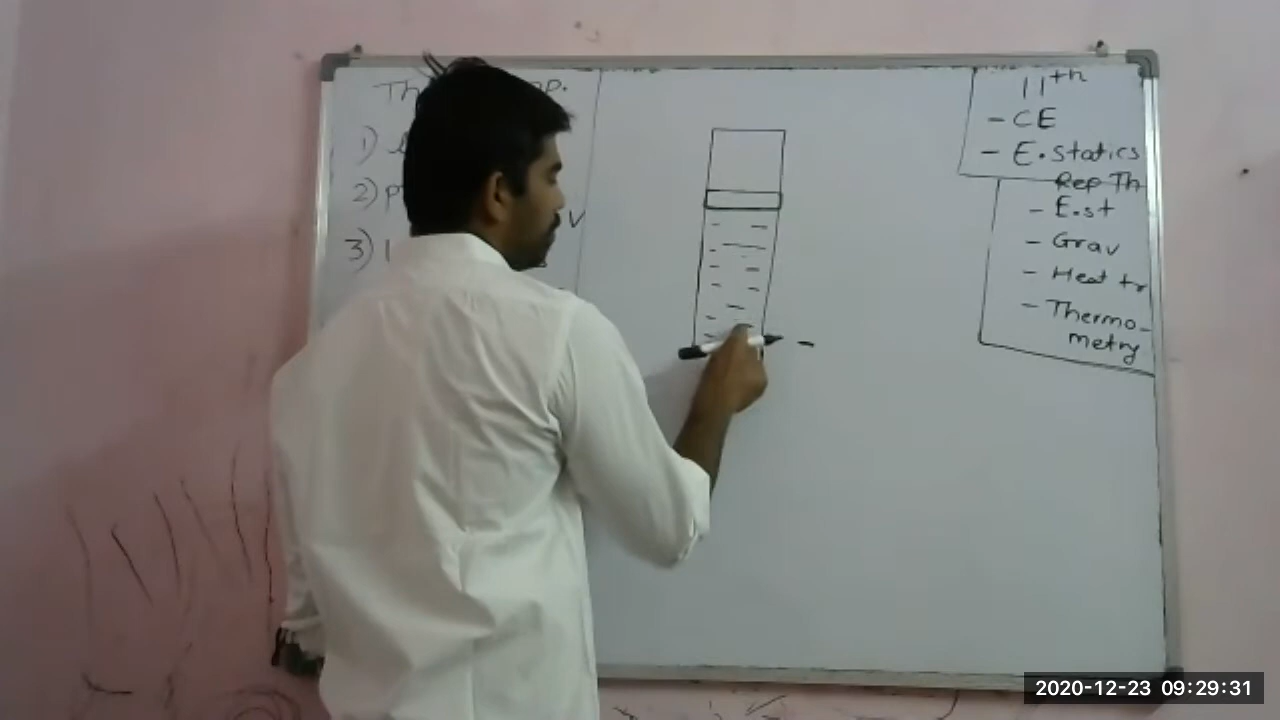 1)
2)
3)
V
11th
- CE
- E.statics
Rep Th
- E.st
- Grav
- Heat tr
- Thermo-
metry
2020-12-23 09:29:31